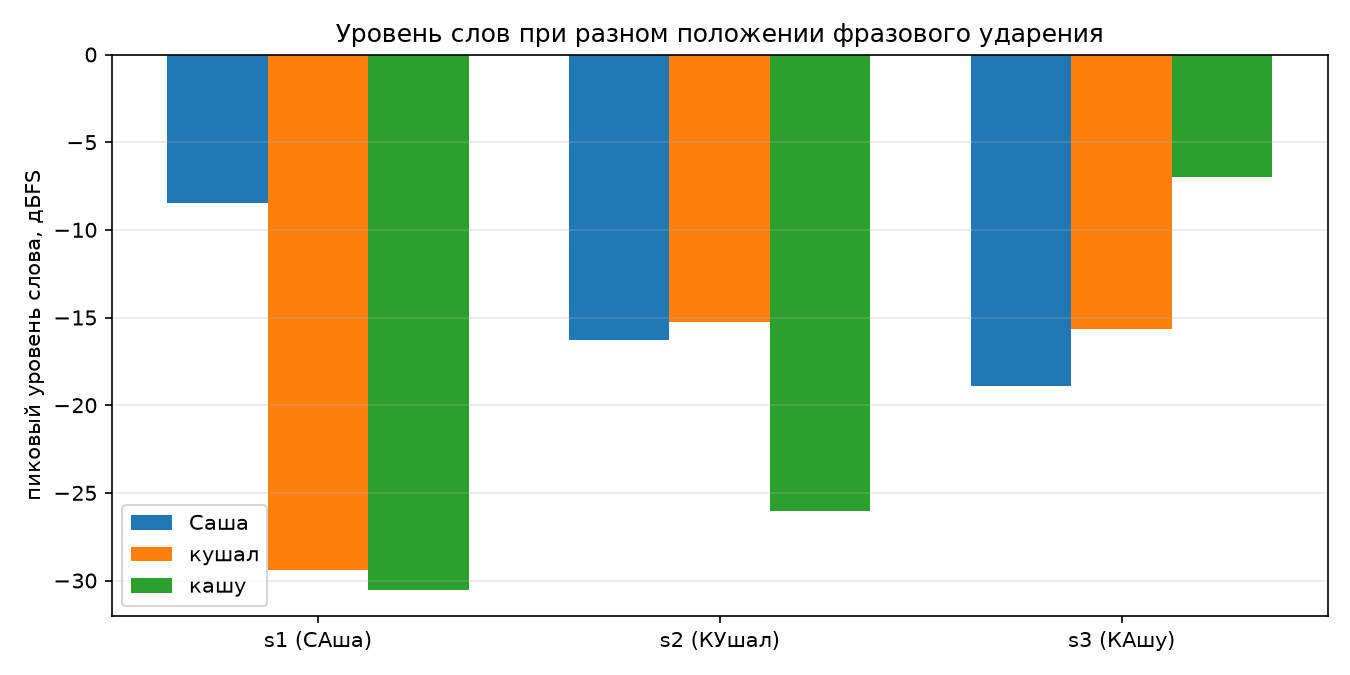 Уровень слов при разном положении фразового ударения
пиковый уровень слова, дБFS
0
−5
−10
−15
−20
−25
−30
Саша
кушал
кашу
s1 (САша)
s2 (КУшал)
s3 (КАшу)